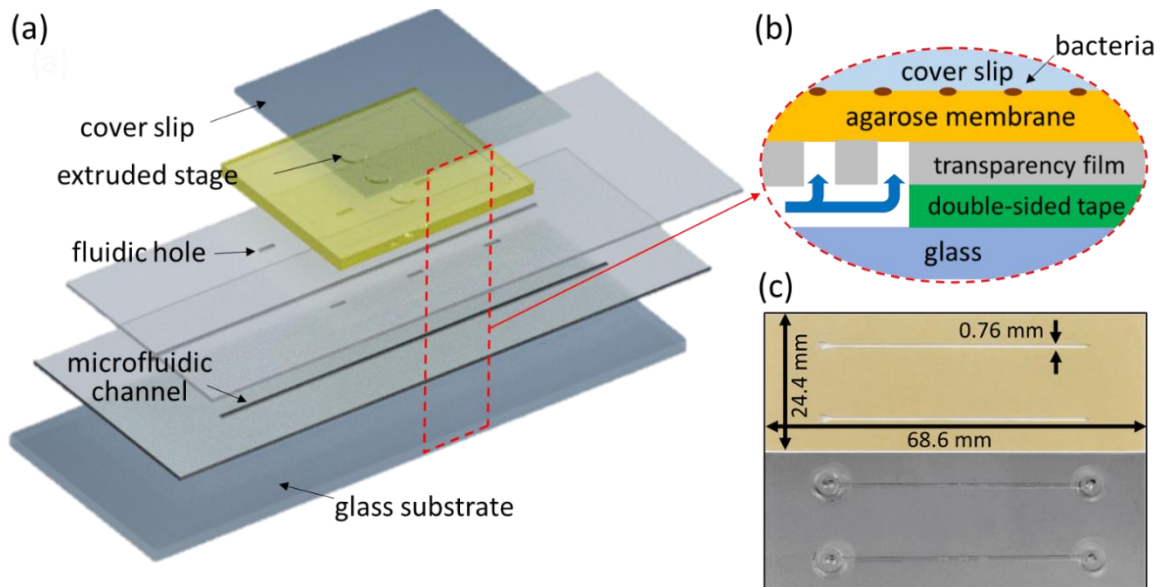 (a)
cover slip
extruded stage
fluidic hole
microfluidic
channel
glass substrate
(b)
bacteria
cover slip
agarose membrane
transparency film
double-sided tape
glass
(c)
0.76 mm
24.4 mm
68.6 mm